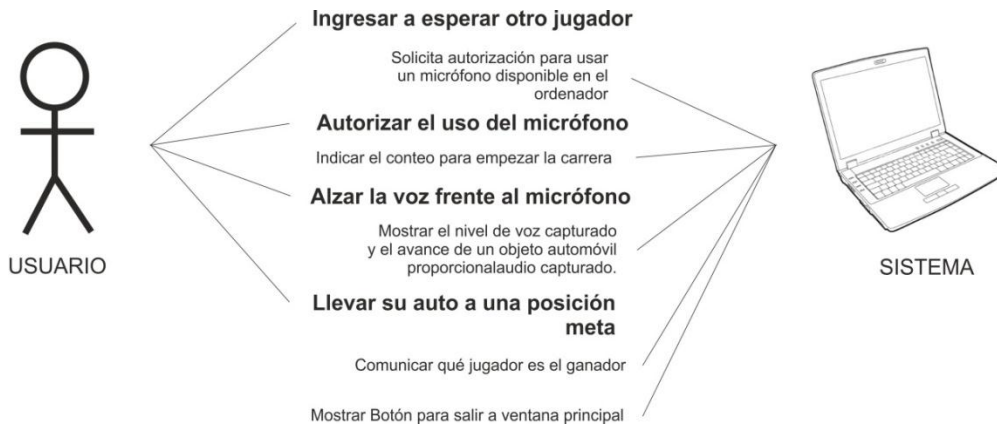 Ingresar a esperar otro jugador
Solicita autorización para usar
un micrófono disponible en el
ordenador
Autorizar el uso del micrófono
Indicar el conteo para empezar la carrera
Alzar la voz frente al micrófono
Mostrar el nivel de voz capturado
y el avance de un objeto automóvil
proporcionalaudio capturado.
USUARIO
SISTEMA
Llevar su auto a una posición
meta
Comunicar qué jugador es el ganador
Mostrar Botón para salir a ventana principal